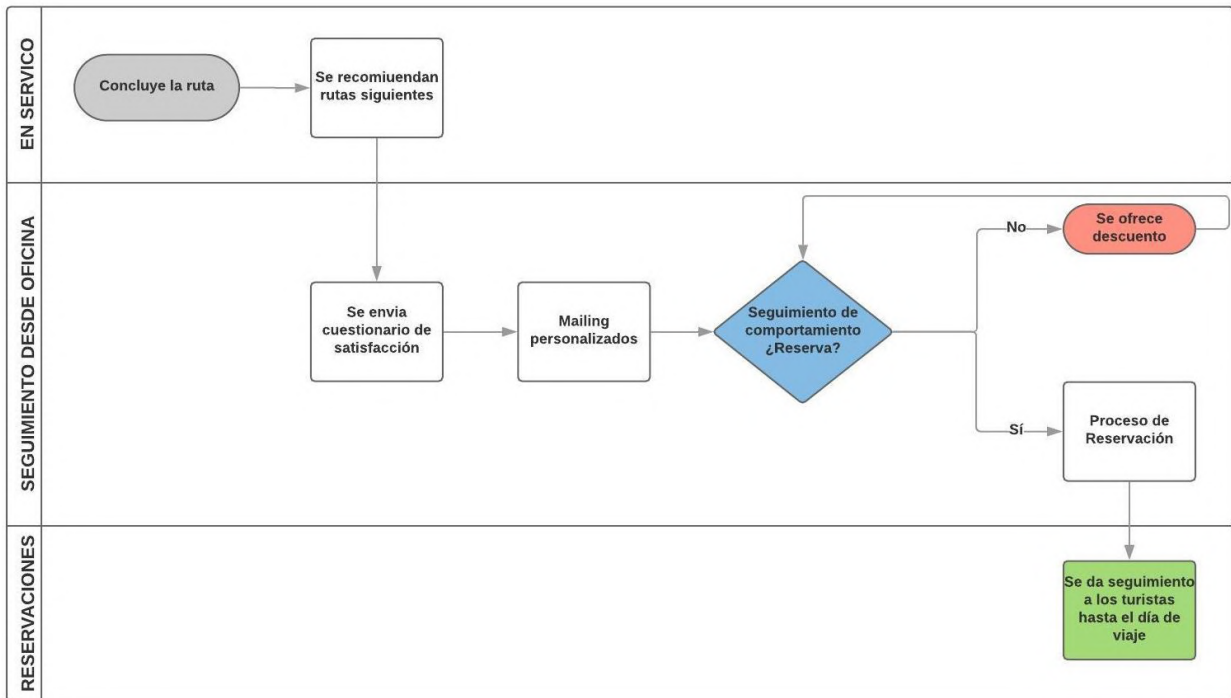 EN SERVICO
Concluye la ruta
Se recomiuendan
rutas siguientes
SEGUIMIENTO DESDE OFICINA
Se envia
cuestionario de
satisfacción
Mailing
personalizados
Seguimiento de
comportamiento
¿Reserva?
No
Se ofrece
descuento
Sí
Proceso de
Reservación
RESERVACIONES
Se da seguimiento
a los turistas
hasta el día de
viaje